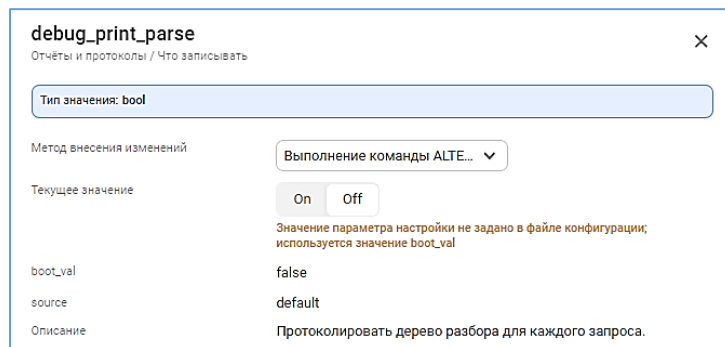 debug_print_parse
Отчёты и протоколы / Что записывать
Тип значения: bool
Метод внесения изменений
Выполнение команды ALTE...
Текущее значение
On Off
Значение параметра настройки не задано в файле конфигурации;
используется значение boot_val
boot_val
false
source
default
Описание
Протоколировать дерево разбора для каждого запроса.